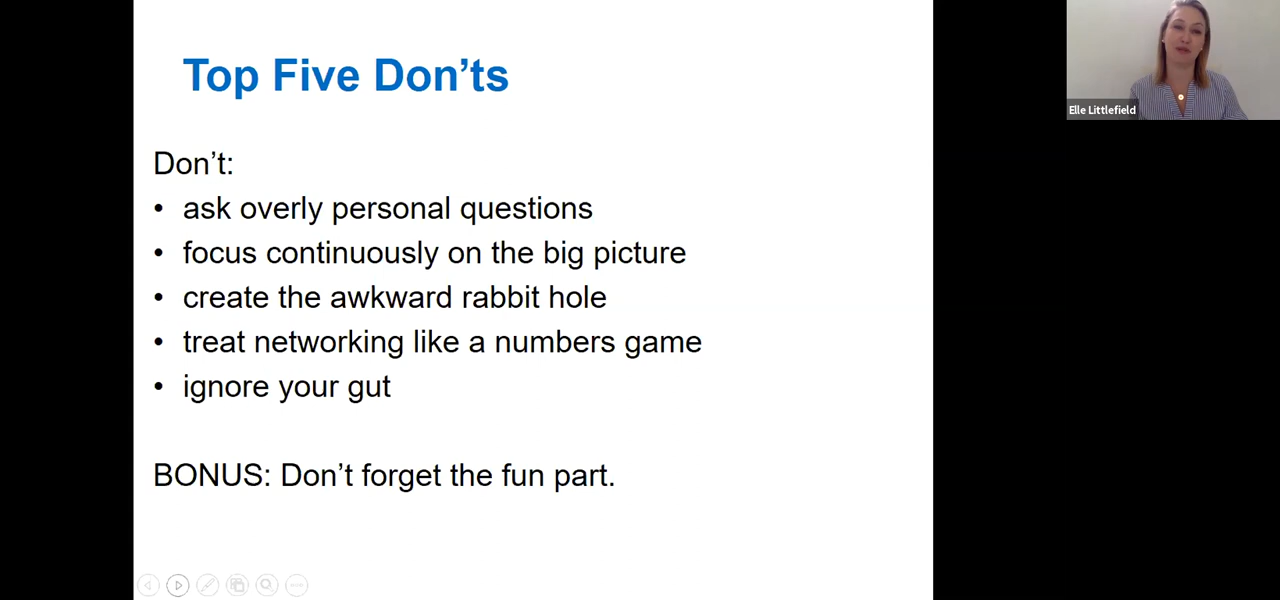 Top Five Don’ts
Don’t:
• ask overly personal questions
• focus continuously on the big picture
• create the awkward rabbit hole
• treat networking like a numbers game
• ignore your gut
BONUS: Don’t forget the fun part.
Elle Littlefield